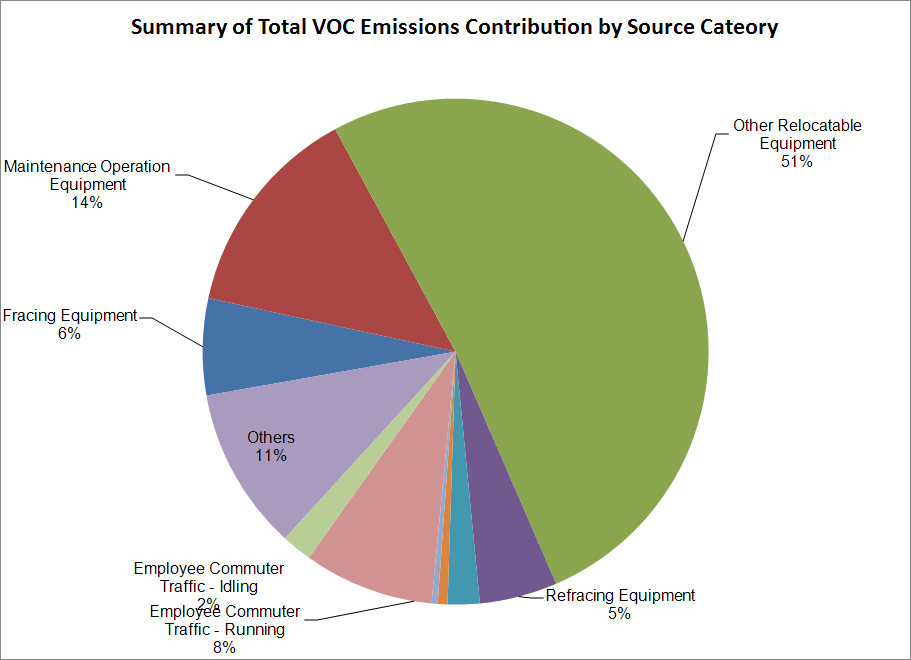 Summary of Total VOC Emissions Contribution by Source Cateory
Other Relocatable
Equipment
51%
Maintenance Operation
Equipment
14%
Fracing Equipment
6%
Others
11%
Employee Commuter
Traffic - Idling
2%
Employee Commuter
Traffic - Running
8%
Refracing Equipment
5%